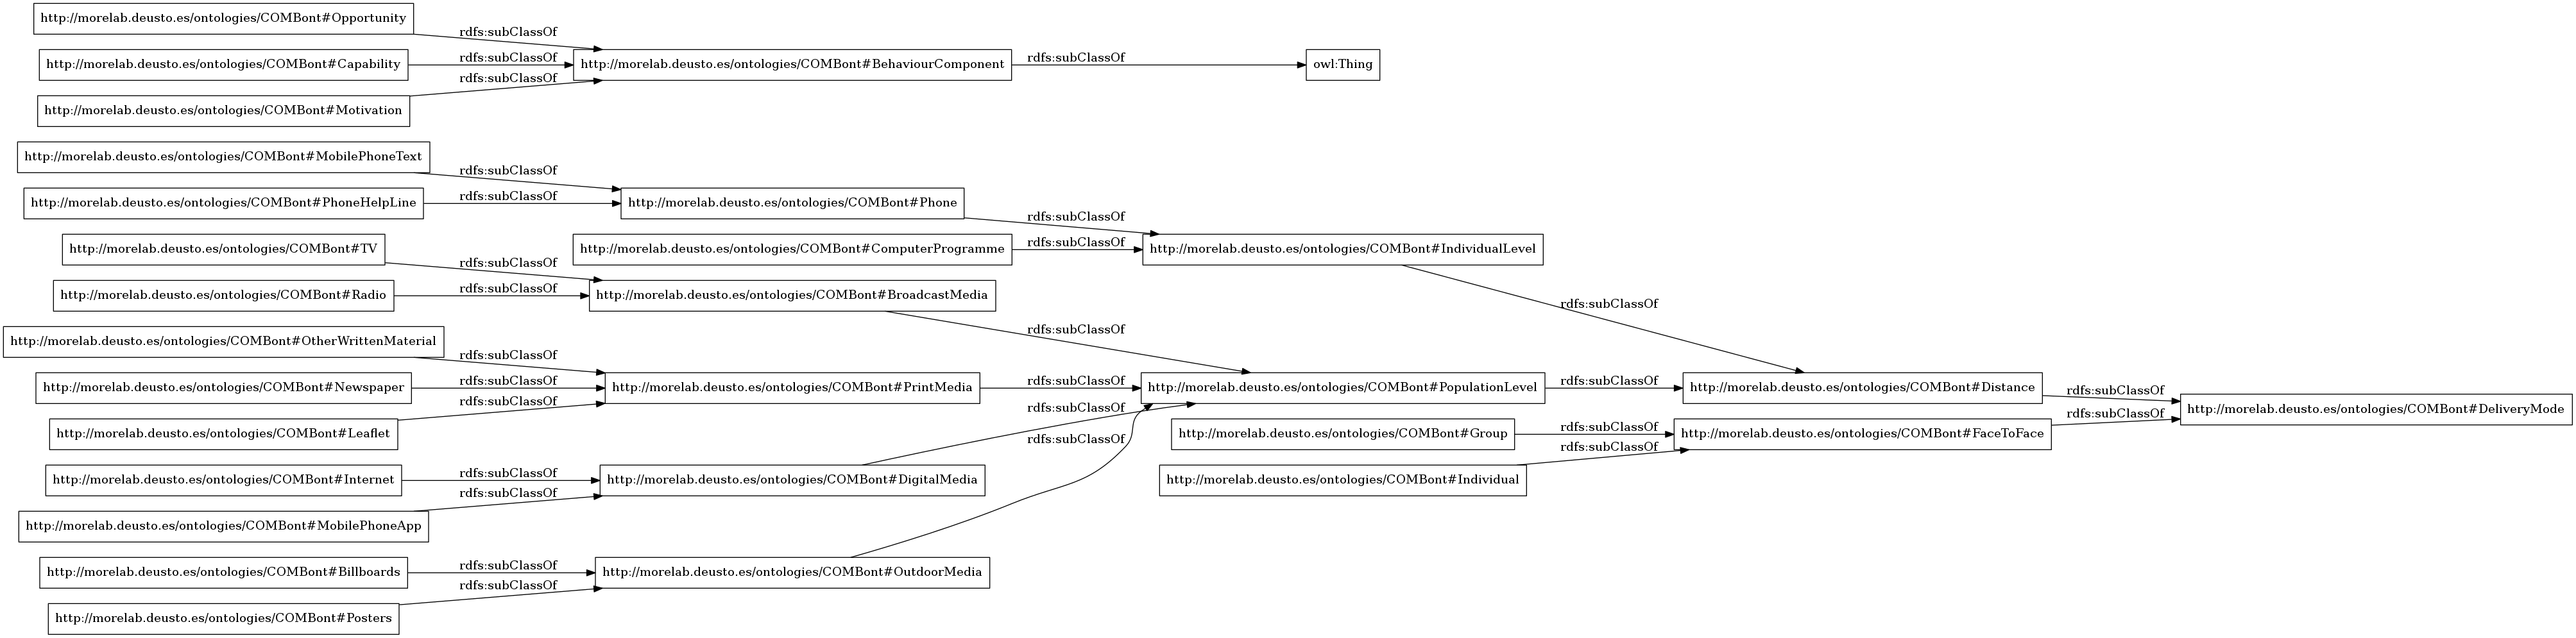 http://morelab.deusto.es/ontologies/COMBont#Opportunity
rdfs:subClassOf
http://morelab.deusto.es/ontologies/COMBont#Capability
rdfs:subClassOf
http://morelab.deusto.es/ontologies/COMBont#BehaviourComponent
rdfs:subClassOf
owl:Thing
rdfs:subClassOf
http://morelab.deusto.es/ontologies/COMBont#Motivation
http://morelab.deusto.es/ontologies/COMBont#MobilePhoneText
rdfs:subClassOf
http://morelab.deusto.es/ontologies/COMBont#PhoneHelpLine
rdfs:subClassOf
http://morelab.deusto.es/ontologies/COMBont#Phone
rdfs:subClassOf
http://morelab.deusto.es/ontologies/COMBont#TV
http://morelab.deusto.es/ontologies/COMBont#ComputerProgramme
rdfs:subClassOf
http://morelab.deusto.es/ontologies/COMBont#IndividualLevel
rdfs:subClassOf
http://morelab.deusto.es/ontologies/COMBont#Radio
rdfs:subClassOf
http://morelab.deusto.es/ontologies/COMBont#BroadcastMedia
rdfs:subClassOf
rdfs:subClassOf
http://morelab.deusto.es/ontologies/COMBont#OtherWrittenMaterial
rdfs:subClassOf
http://morelab.deusto.es/ontologies/COMBont#Newspaper
rdfs:subClassOf
http://morelab.deusto.es/ontologies/COMBont#PrintMedia
rdfs:subClassOf
http://morelab.deusto.es/ontologies/COMBont#PopulationLevel
rdfs:subClassOf
http://morelab.deusto.es/ontologies/COMBont#Distance
rdfs:subClassOf
rdfs:subClassOf
rdfs:subClassOf
http://morelab.deusto.es/ontologies/COMBont#DeliveryMode
rdfs:subClassOf
http://morelab.deusto.es/ontologies/COMBont#Leaflet
rdfs:subClassOf
http://morelab.deusto.es/ontologies/COMBont#Group
rdfs:subClassOf
http://morelab.deusto.es/ontologies/COMBont#FaceToFace
rdfs:subClassOf
http://morelab.deusto.es/ontologies/COMBont#Internet
rdfs:subClassOf
http://morelab.deusto.es/ontologies/COMBont#DigitalMedia
http://morelab.deusto.es/ontologies/COMBont#Individual
rdfs:subClassOf
http://morelab.deusto.es/ontologies/COMBont#MobilePhoneApp
http://morelab.deusto.es/ontologies/COMBont#Billboards
rdfs:subClassOf
http://morelab.deusto.es/ontologies/COMBont#OutdoorMedia
rdfs:subClassOf
http://morelab.deusto.es/ontologies/COMBont#Posters